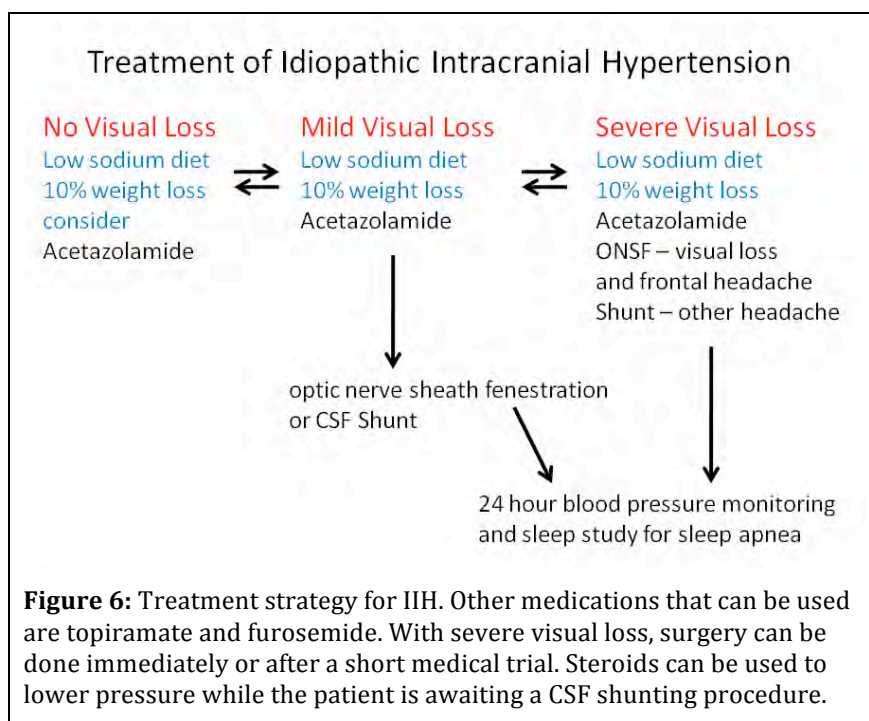 Treatment of Idiopathic Intracranial Hypertension
No Visual Loss
Low sodium diet
10% weight loss
consider
Acetazolamide
Mild Visual Loss
Low sodium diet
10% weight loss
Acetazolamide
Severe Visual Loss
Low sodium diet
10% weight loss
Acetazolamide
ONSF – visual loss
and frontal headache
Shunt – other headache
optic nerve sheath fenestration
or CSF Shunt
24 hour blood pressure monitoring
and sleep study for sleep apnea
Figure 6: Treatment strategy for IIH. Other medications that can be used
are topiramate and furosemide. With severe visual loss, surgery can be
done immediately or after a short medical trial. Steroids can be used to
lower pressure while the patient is awaiting a CSF shunting procedure.